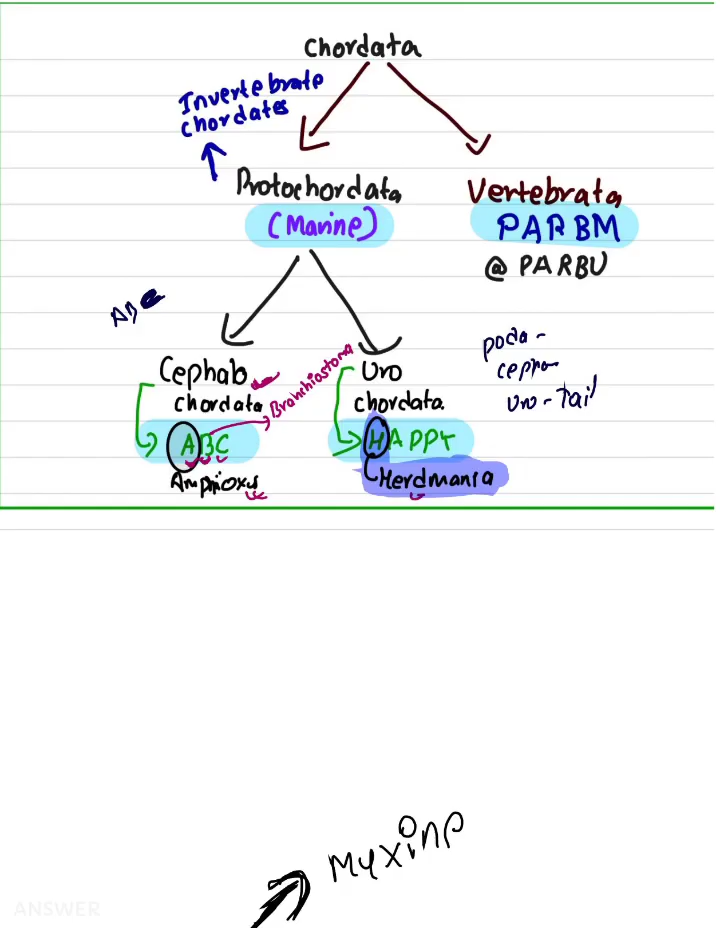 Chordata
Invertebrate
chordates
Protochordata
(Marine)
Vertebrata
PARBM
@ PARBU
AB
Cephalo
chordata
Branchiostoma
ABC
Amphioxus
Uro
chordata
HAPPY
Herdmania
poda -
uro - tail
Myxine
ANSWER